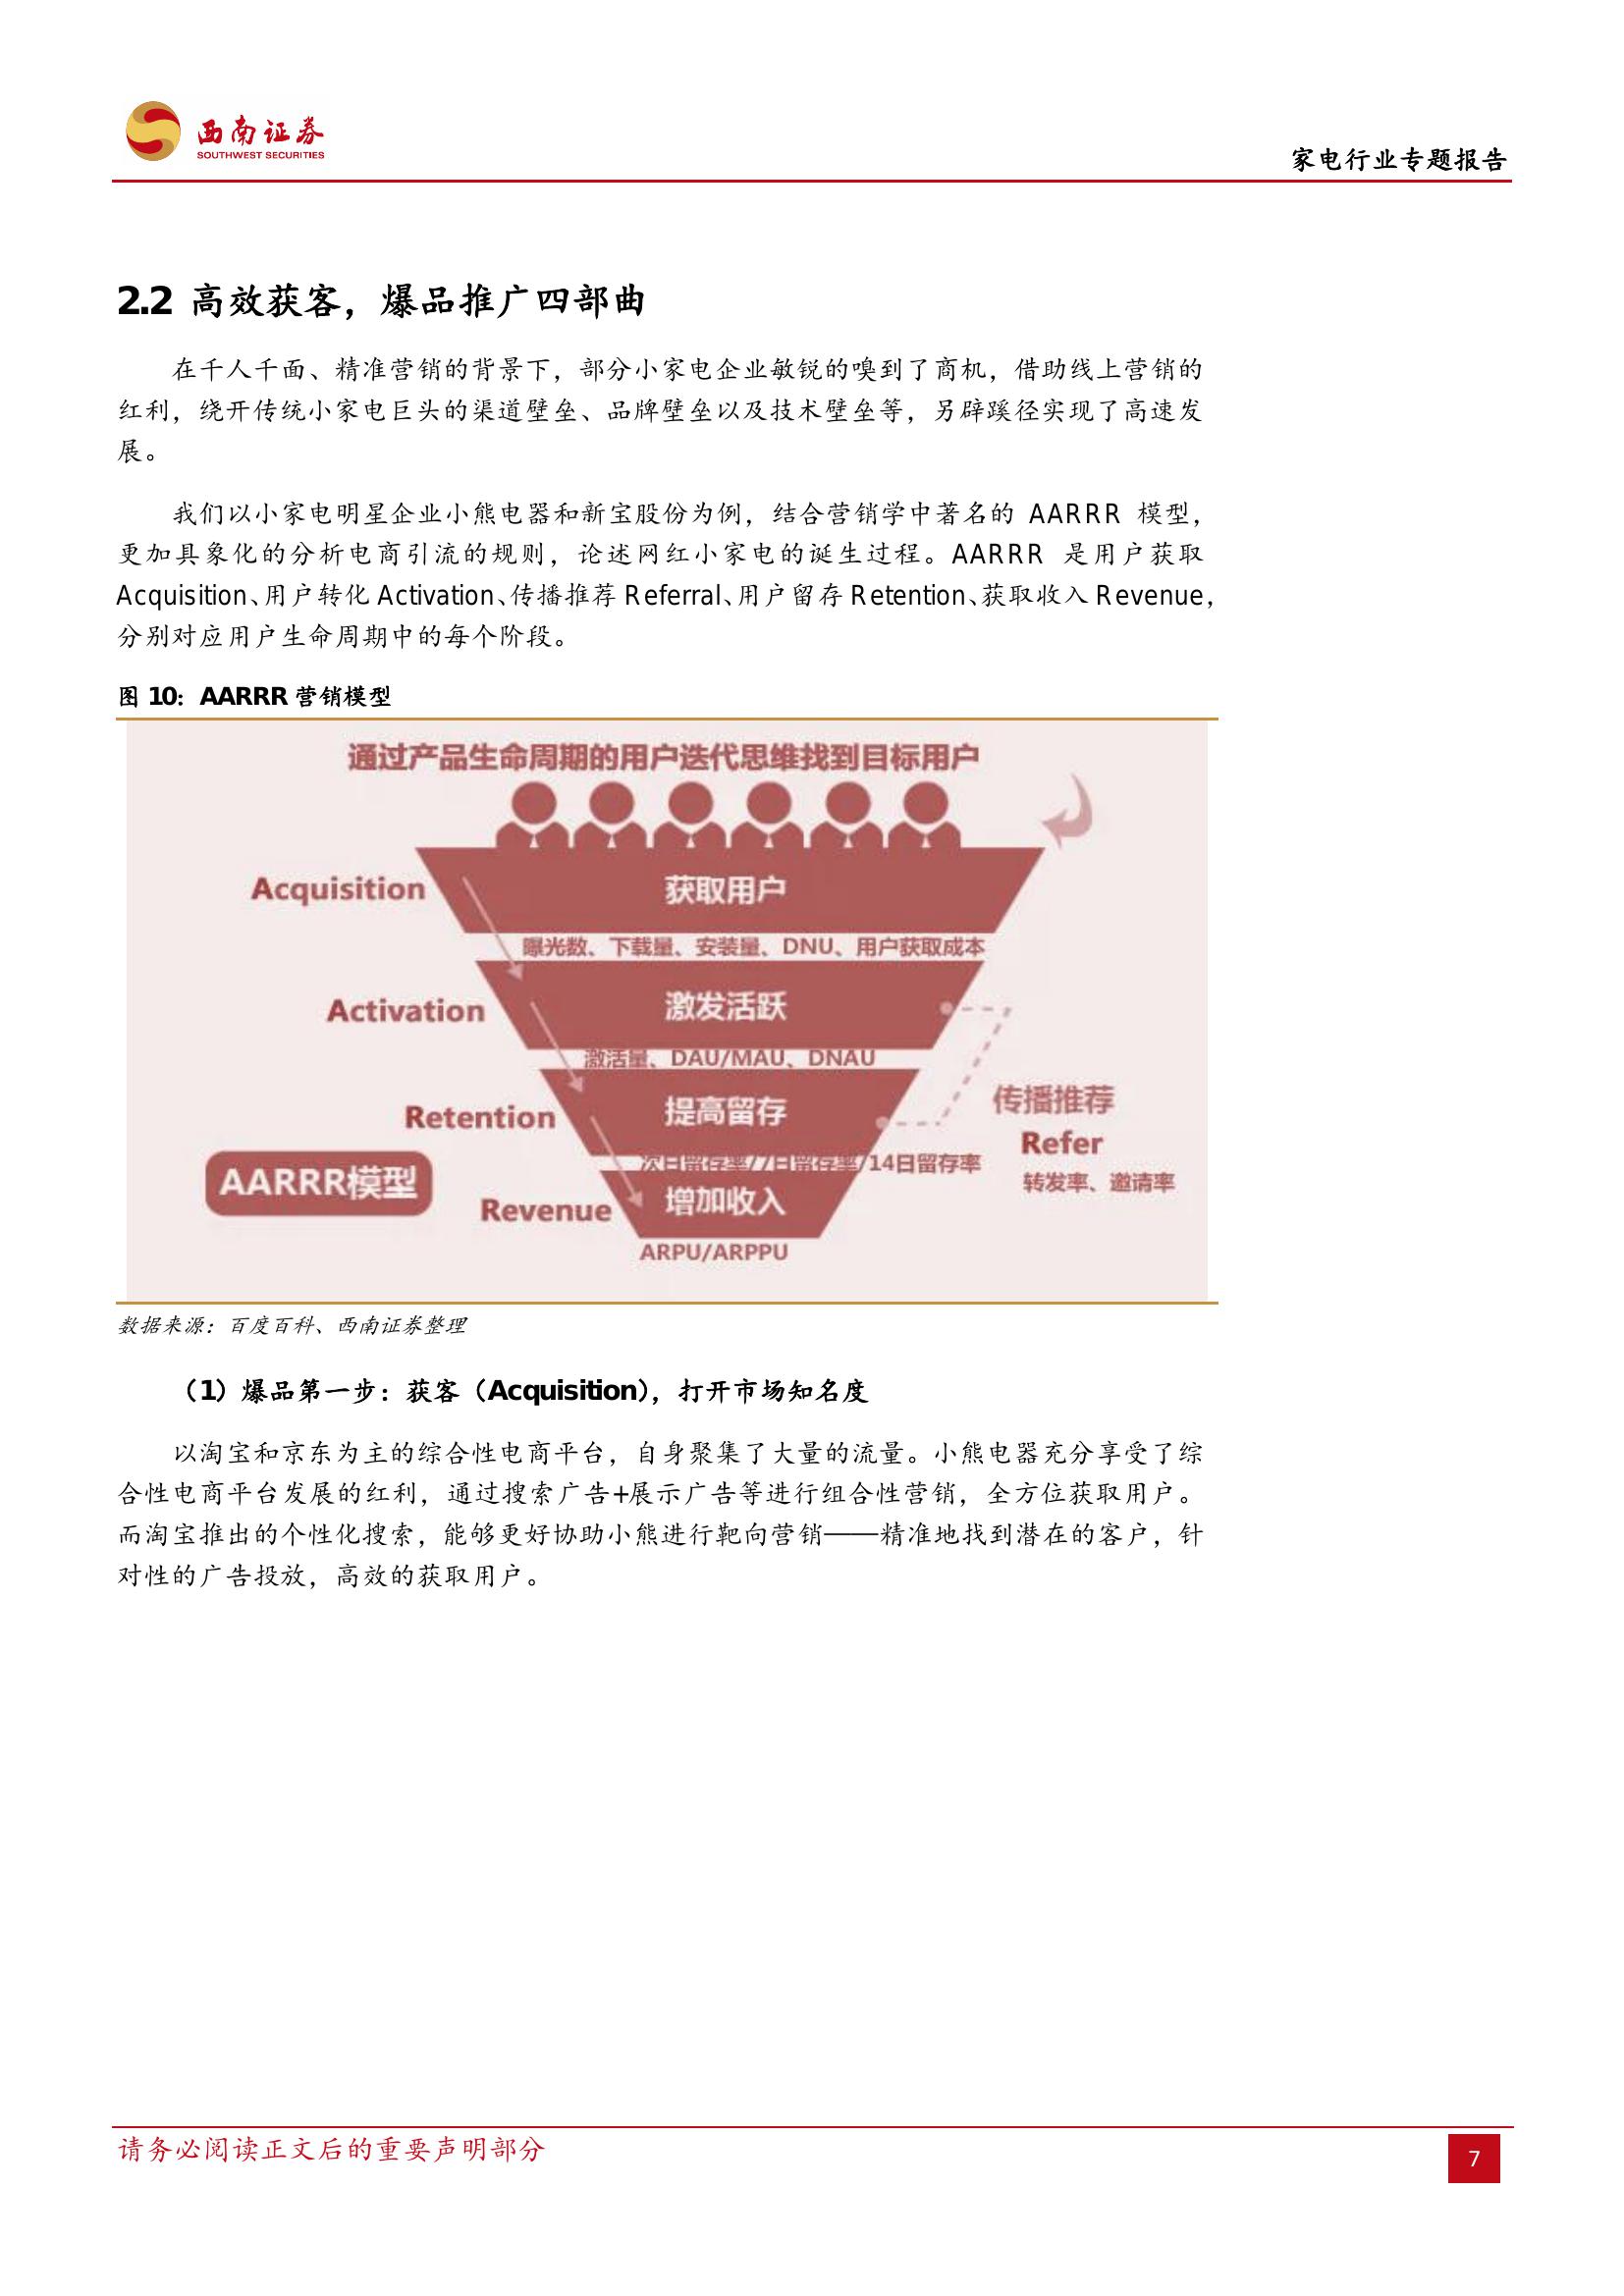 西南证券
SOUTHWEST SECURITIES
家电行业专题报告
2.2 高效获客，爆品推广四部曲
在千人千面、精准营销的背景下，部分小家电企业敏锐的嗅到了商机，借助线上营销的
红利，绕开传统小家电巨头的渠道壁垒、品牌壁垒以及技术壁垒等，另辟蹊径实现了高速发
展。
我们以小家电明星企业小熊电器和新宝股份为例，结合营销学中著名的 AARRR 模型，
更加具象化的分析电商引流的规则，论述网红小家电的诞生过程。AARRR 是用户获取
Acquisition、用户转化 Activation、传播推荐 Referral、用户留存 Retention、获取收入 Revenue，
分别对应用户生命周期中的每个阶段。
图 10：AARRR 营销模型
通过产品生命周期的用户迭代思维找到目标用户
Acquisition
获取用户
曝光数、下载量、安装量、DNU、用户获取成本
Activation
激发活跃
激活量、DAU/MAU、DNAU
Retention
提高留存
传播推荐
Refer
转发率、邀请率
次日留存率/7日留存率/14日留存率
AARRR模型
Revenue
增加收入
ARPU/ARPPU
数据来源：百度百科、西南证券整理
（1）爆品第一步：获客（Acquisition），打开市场知名度
以淘宝和京东为主的综合性电商平台，自身聚集了大量的流量。小熊电器充分享受了综
合性电商平台发展的红利，通过搜索广告+展示广告等进行组合性营销，全方位获取用户。
而淘宝推出的个性化搜索，能够更好协助小熊进行靶向营销——精准地找到潜在的客户，针
对性的广告投放，高效的获取用户。
请务必阅读正文后的重要声明部分
7